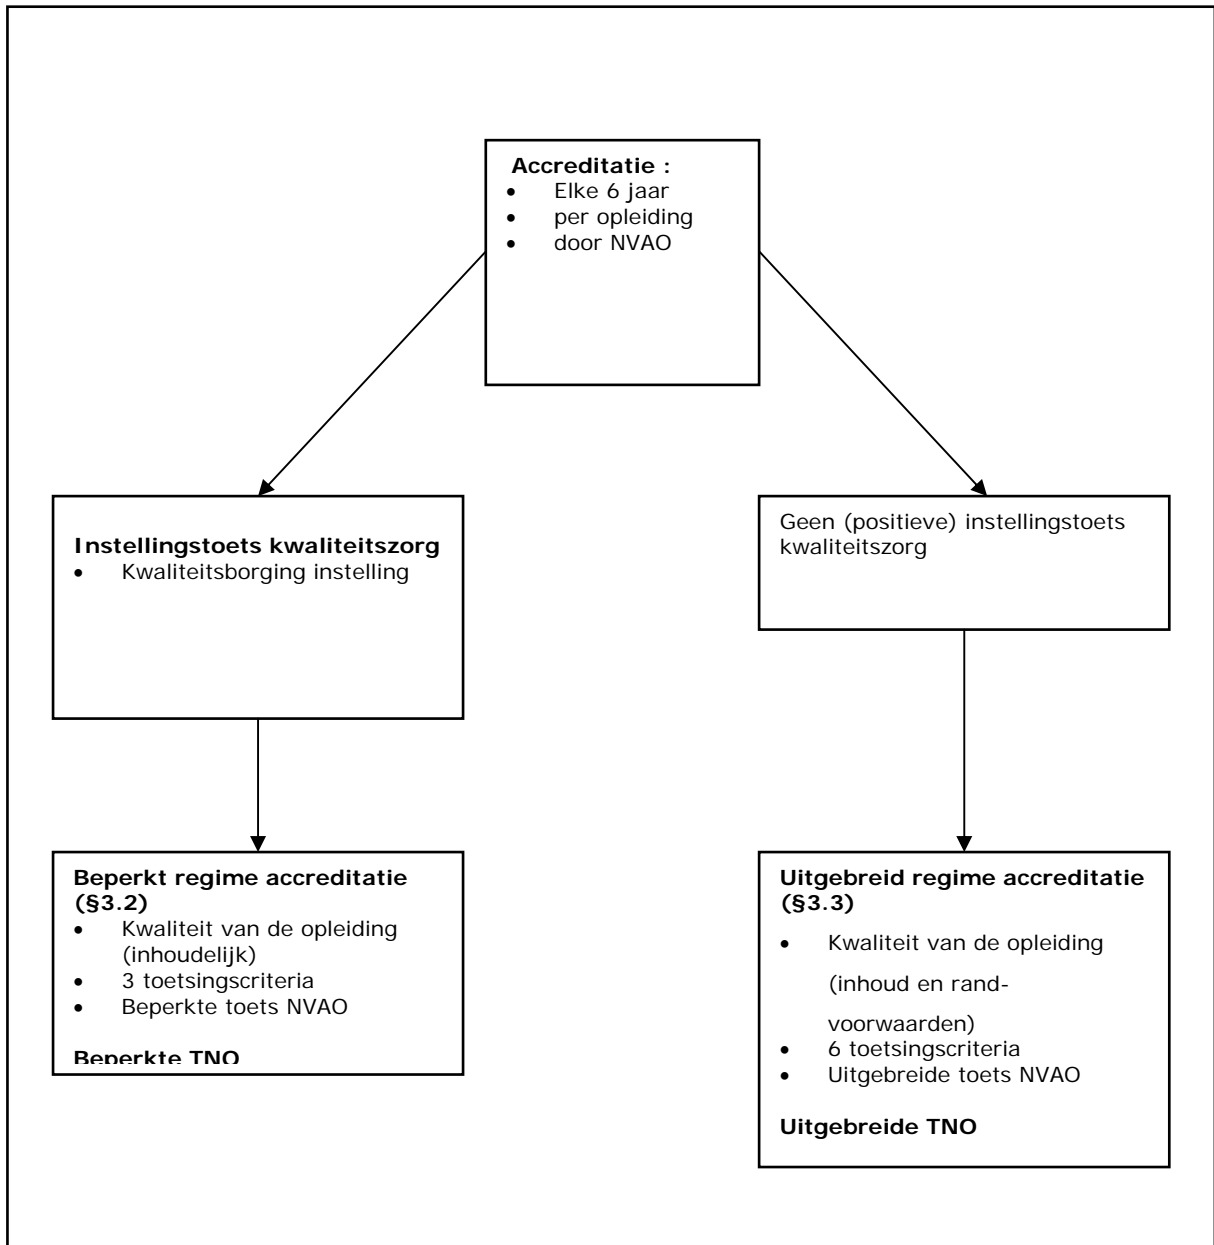 Accreditatie :
• Elke 6 jaar
• per opleiding
• door NVAO
Instellingstoets kwaliteitszorg
• Kwaliteitsborging instelling
Geen (positieve) instellingstoets
kwaliteitszorg
Beperkt regime accreditatie
(§3.2)
• Kwaliteit van de opleiding
(inhoudelijk)
• 3 toetsingscriteria
• Beperkte toets NVAO
Beperkte TNO
Uitgebreid regime accreditatie
(§3.3)
• Kwaliteit van de opleiding
(inhoud en rand-
voorwaarden)
• 6 toetsingscriteria
• Uitgebreide toets NVAO
Uitgebreide TNO